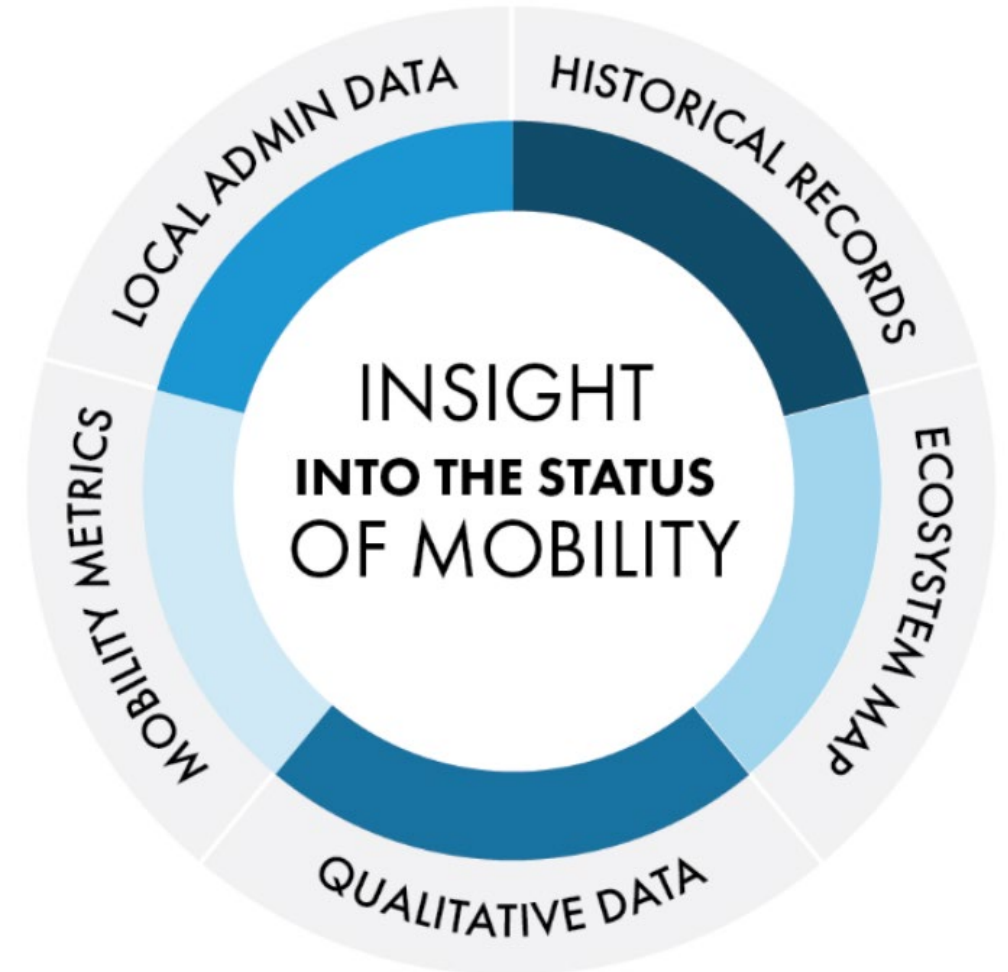 LOCAL ADMIN DATA
HISTORICAL RECORDS
INSIGHT
INTO THE STATUS
OF MOBILITY
MOBILITY METRICS
ECOSYSTEM MAP
QUALITATIVE DATA